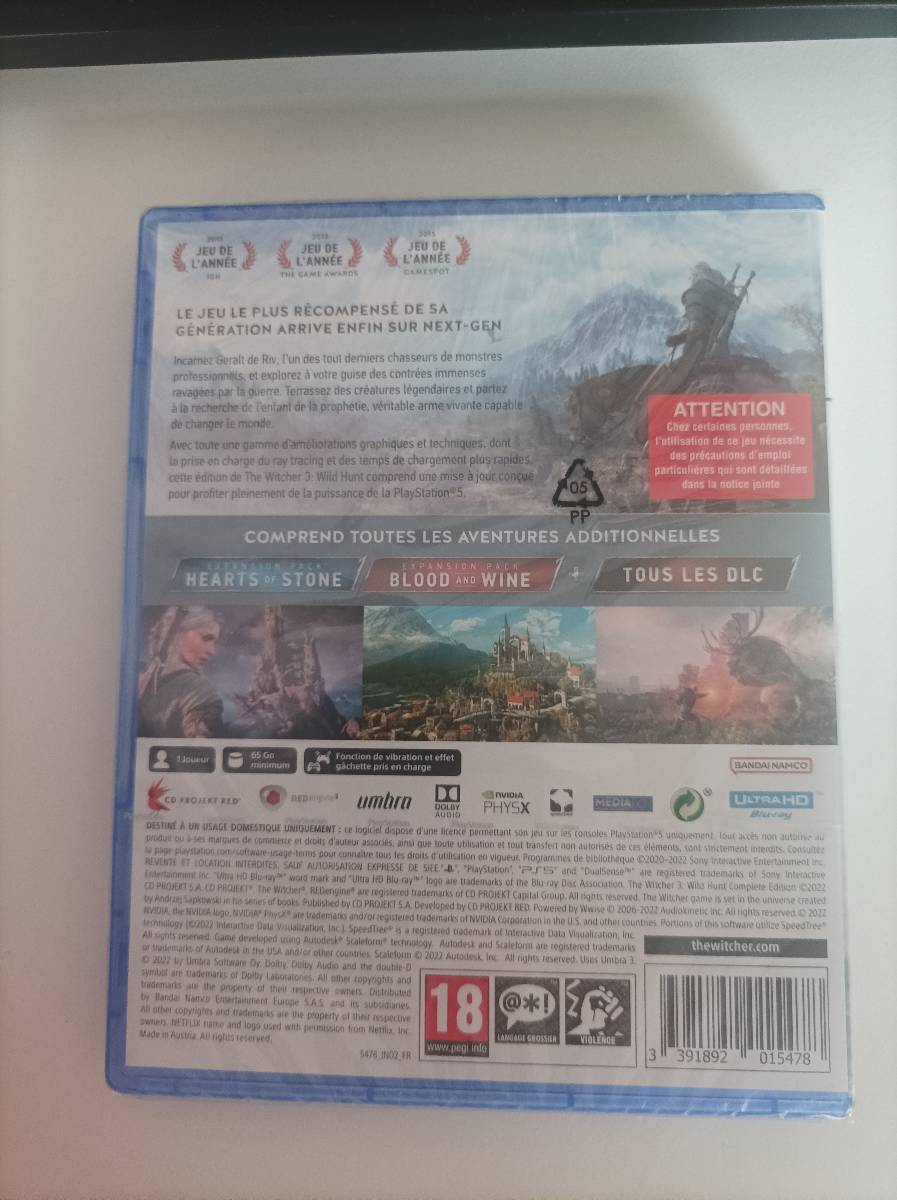 2015
JEU DE
L'ANNÉE
IGN
2015
JEU DE
L'ANNÉE
THE GAME AWARDS
2015
JEU DE
L'ANNÉE
GAMESPOT
LE JEU LE PLUS RÉCOMPENSÉ DE SA
GÉNÉRATION ARRIVE ENFIN SUR NEXT-GEN
Incarnez Geralt de Riv, l'un des tout derniers chasseurs de monstres
professionnels, et explorez à votre guise des contrées immenses
ravagées par la guerre. Terrassez des créatures légendaires et partez
à la recherche de l'enfant de la prophétie, véritable arme vivante capable
de changer le monde.
Avec toute une gamme d'améliorations graphiques et techniques, dont
la prise en charge du ray tracing et des temps de chargement plus rapides,
cette édition de The Witcher 3: Wild Hunt comprend une mise à jour conçue
pour profiter pleinement de la puissance de la PlayStation®5.
ATTENTION
Chez certaines personnes,
l'utilisation de ce jeu nécessite
des précautions d'emploi
particulières qui sont détaillées
dans la notice jointe
05
PP
COMPREND TOUTES LES AVENTURES ADDITIONNELLES
EXPANSION PACK
HEARTS OF STONE
EXPANSION PACK
BLOOD AND WINE
+
TOUS LES DLC
1 Joueur
65 Go
minimum
Fonction de vibration et effet
gâchette pris en charge
BANDAI NAMCO
CD PROJEKT RED®
REDengine
umbra
DOLBY
AUDIO
NVIDIA
PHYSX
MEDIA
ULTRA HD
Blu-ray
DESTINÉ À UN USAGE DOMESTIQUE UNIQUEMENT : ce logiciel dispose d'une licence permettant son jeu sur les consoles PlayStation®5 uniquement. Tout accès non autorisé au
produit ou à ses marques de commerce et droits d'auteur associés, ainsi que toute utilisation et tout transfert non autorisés de ces éléments, sont strictement interdits. Consultez
la page playstation.com/software-usage-terms pour connaître tous les droits d'utilisation en vigueur. Programmes de bibliothèque ©2020-2022 Sony Interactive Entertainment Inc.
REVENTE ET LOCATION INTERDITES, SAUF AUTORISATION EXPRESSE DE SIEE. "PlayStation", "PS5" and "DualSense™" are registered trademarks of Sony Interactive
Entertainment Inc. "Ultra HD Blu-ray™" word mark and "Ultra HD Blu-ray™" logo are trademarks of the Blu-ray Disc Association. The Witcher 3: Wild Hunt Complete Edition ©2022
CD PROJEKT S.A. CD PROJEKT®, The Witcher®, REDengine® are registered trademarks of CD PROJEKT Capital Group. All rights reserved. The Witcher game is set in the universe created
by Andrzej Sapkowski in his series of books. Published by CD PROJEKT S.A. Developed by CD PROJEKT RED. Powered by Wwise © 2006-2022 Audiokinetic Inc. All rights reserved. © 2022
NVIDIA, the NVIDIA logo, NVIDIA® PhysX® are trademarks and/or registered trademarks of NVIDIA Corporation in the U.S. and other countries. Portions of this software utilize SpeedTree®
technology (©2022 Interactive Data Visualization, Inc.). SpeedTree® is a registered trademark of Interactive Data Visualization, Inc.
All rights reserved. Game developed using Autodesk® Scaleform® technology. Autodesk and Scaleform are registered trademarks
or trademarks of Autodesk in the USA and/or other countries. Scaleform © 2022 Autodesk, Inc. All rights reserved. Uses Umbra 3.
© 2022 by Umbra Software Oy. Dolby, Dolby Audio and the double-D
symbol are trademarks of Dolby Laboratories. All other copyrights and
trademarks are the property of their respective owners. Distributed
by Bandai Namco Entertainment Europe S.A.S. and its subsidiaries.
All other copyrights and trademarks are the property of their respective
owners. NETFLIX name and logo used with permission from Netflix, Inc.
Made in Austria. All rights reserved.
5478_IN02_FR
thewitcher.com
18
www.pegi.info
@*!
LANGAGE GROSSIER
VIOLENCE
3 391892 015478